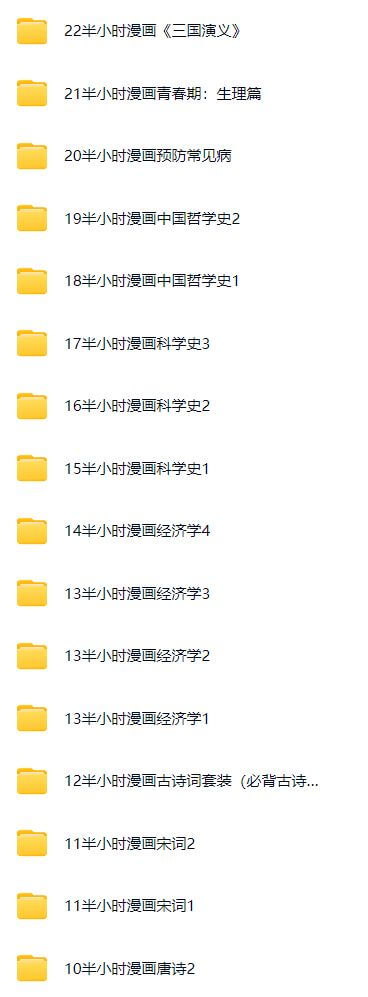 22半小时漫画《三国演义》
21半小时漫画青春期：生理篇
20半小时漫画预防常见病
19半小时漫画中国哲学史2
18半小时漫画中国哲学史1
17半小时漫画科学史3
16半小时漫画科学史2
15半小时漫画科学史1
14半小时漫画经济学4
13半小时漫画经济学3
13半小时漫画经济学2
13半小时漫画经济学1
12半小时漫画古诗词套装（必背古诗...
11半小时漫画宋词2
11半小时漫画宋词1
10半小时漫画唐诗2